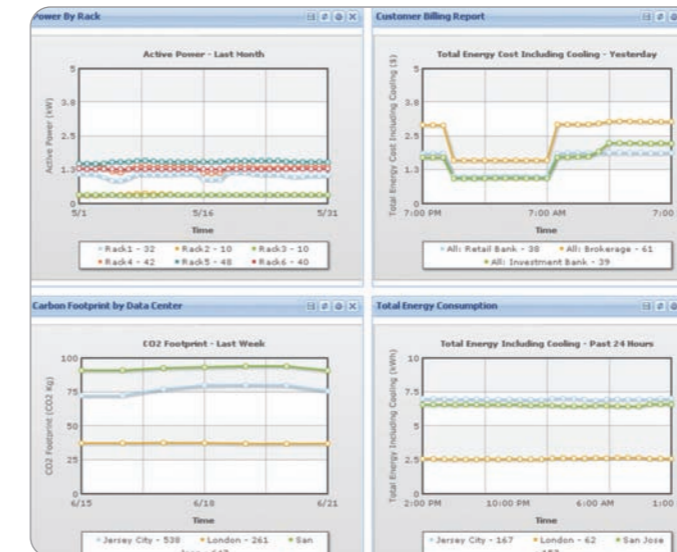 Power By Rack
Active Power - Last Month
Active Power (kW)
5
3.8
2.5
1.3
0
5/1 5/16 5/31
Time
Rack1 - 32 Rack2 - 10 Rack3 - 10
Rack4 - 42 Rack5 - 48 Rack6 - 40
Customer Billing Report
Total Energy Cost Including Cooling - Yesterday
Total Energy Cost Including Cooling ($)
5
3.8
2.5
1.3
0
7:00 PM 7:00 AM 7:00
Time
All: Retail Bank - 38 All: Brokerage - 61
All: Investment Bank - 39
Carbon Footprint by Data Center
CO2 Footprint - Last Week
CO2 Footprint (CO2 Kg)
100
75
50
25
0
6/15 6/18 6/21
Time
Jersey City - 538 London - 261 San
Total Energy Consumption
Total Energy Including Cooling - Past 24 Hours
Total Energy Including Cooling (kWh)
10
7.5
5
2.5
0
2:00 PM 10:00 PM 6:00 AM 1:00
Time
Jersey City - 167 London - 62 San Jose